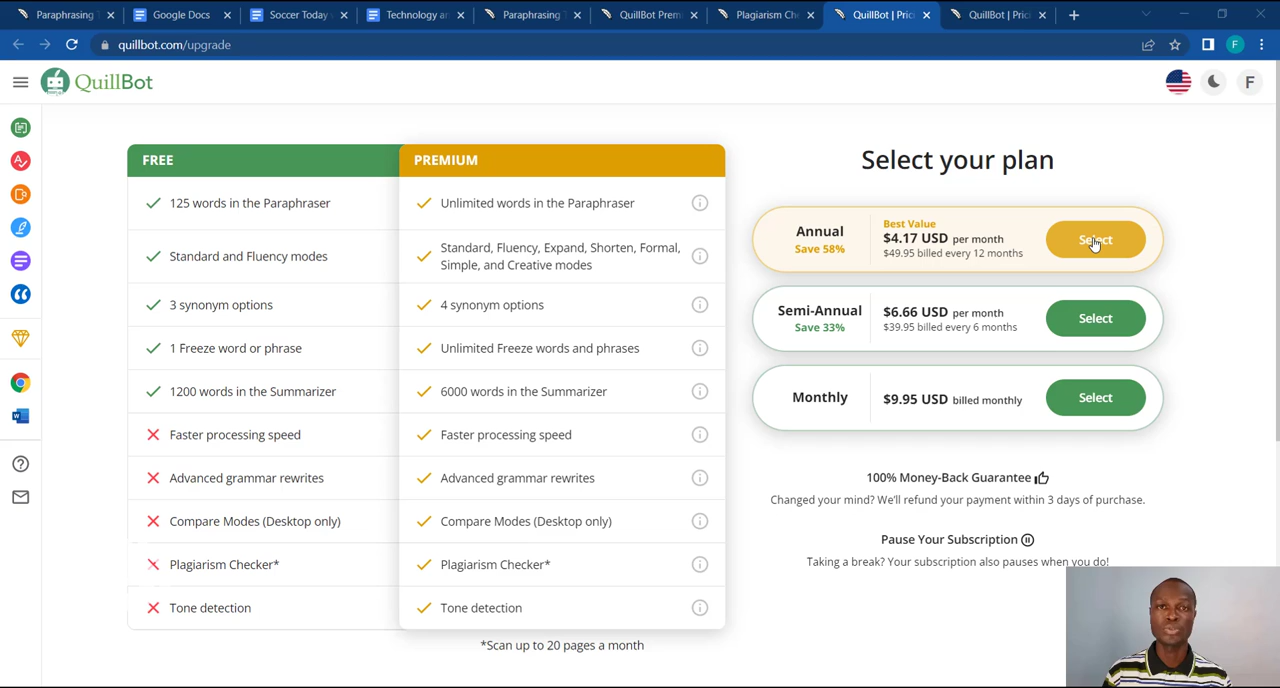 Paraphrasing T
Google Docs
Soccer Today v
Technology an
Paraphrasing T
QuillBot Prem
Plagiarism Che
QuillBot | Prici
QuillBot | Prici
quillbot.com/upgrade
F
QuillBot
F
FREE
PREMIUM
125 words in the Paraphraser
Unlimited words in the Paraphraser
Standard and Fluency modes
Standard, Fluency, Expand, Shorten, Formal,
Simple, and Creative modes
3 synonym options
4 synonym options
1 Freeze word or phrase
Unlimited Freeze words and phrases
1200 words in the Summarizer
6000 words in the Summarizer
Faster processing speed
Faster processing speed
Advanced grammar rewrites
Advanced grammar rewrites
Compare Modes (Desktop only)
Compare Modes (Desktop only)
Plagiarism Checker*
Plagiarism Checker*
Tone detection
Tone detection
*Scan up to 20 pages a month
Select your plan
Annual
Save 58%
Best Value
$4.17 USD per month
$49.95 billed every 12 months
Select
Semi-Annual
Save 33%
$6.66 USD per month
$39.95 billed every 6 months
Select
Monthly
$9.95 USD billed monthly
Select
100% Money-Back Guarantee
Changed your mind? We'll refund your payment within 3 days of purchase.
Pause Your Subscription
Taking a break? Your subscription also pauses when you do!